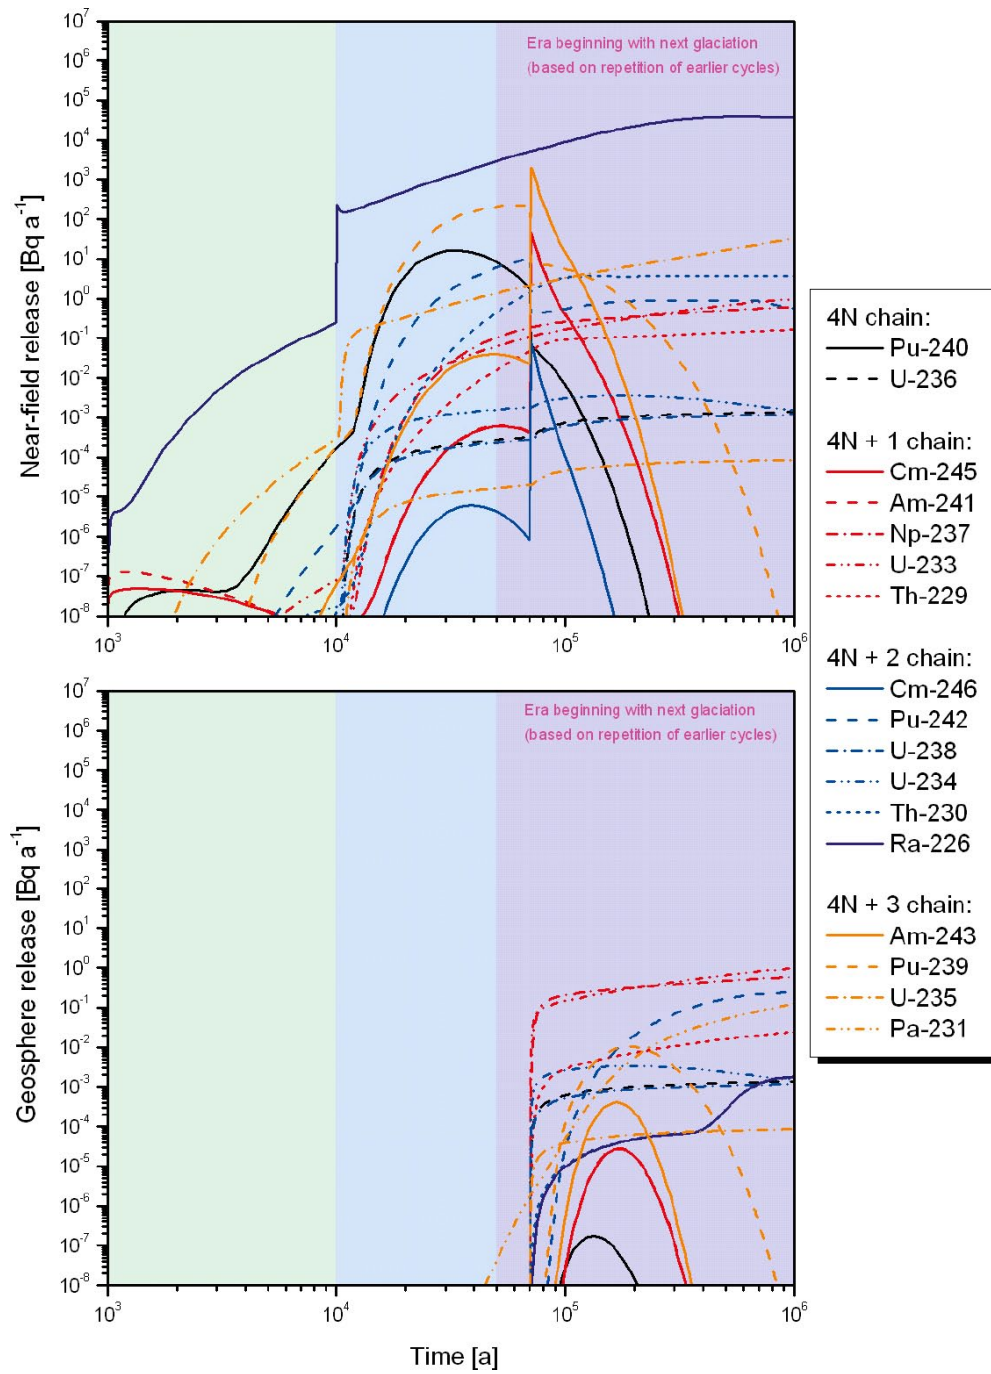 10⁷
10⁶
10⁵
10⁴
10³
10²
10¹
10⁰
10⁻¹
10⁻²
10⁻³
10⁻⁴
10⁻⁵
10⁻⁶
10⁻⁷
10⁻⁸
Near-field release [Bq a⁻¹]
Era beginning with next glaciation
(based on repetition of earlier cycles)
10³
10⁴
10⁵
10⁶
10⁷
10⁶
10⁵
10⁴
10³
10²
10¹
10⁰
10⁻¹
10⁻²
10⁻³
10⁻⁴
10⁻⁵
10⁻⁶
10⁻⁷
10⁻⁸
Geosphere release [Bq a⁻¹]
Era beginning with next glaciation
(based on repetition of earlier cycles)
10³
10⁴
10⁵
10⁶
Time [a]
4N chain:
Pu-240
U-236
4N + 1 chain:
Cm-245
Am-241
Np-237
U-233
Th-229
4N + 2 chain:
Cm-246
Pu-242
U-238
U-234
Th-230
Ra-226
4N + 3 chain:
Am-243
Pu-239
U-235
Pa-231